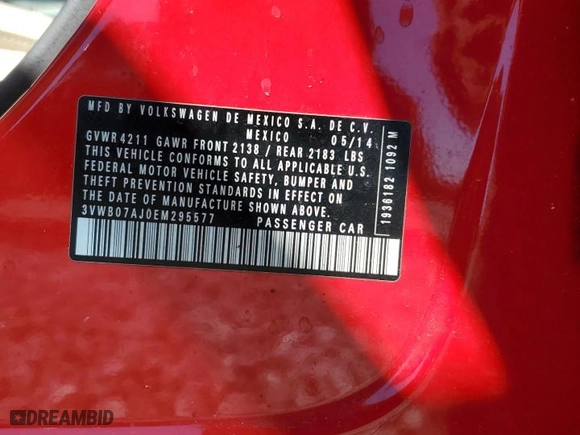 MFD BY VOLKSWAGEN DE MEXICO S.A. DE C.V.
MEXICO 05/14
GVWR 4211 GAWR FRONT 2138 / REAR 2183 LBS
THIS VEHICLE CONFORMS TO ALL APPLICABLE U.S.
FEDERAL MOTOR VEHICLE SAFETY, BUMPER AND
THEFT PREVENTION STANDARDS IN EFFECT ON
THE DATE OF MANUFACTURE SHOWN ABOVE.
3VWB07AJ0EM295577 PASSENGER CAR
1936182 1092 M
DREAMBID